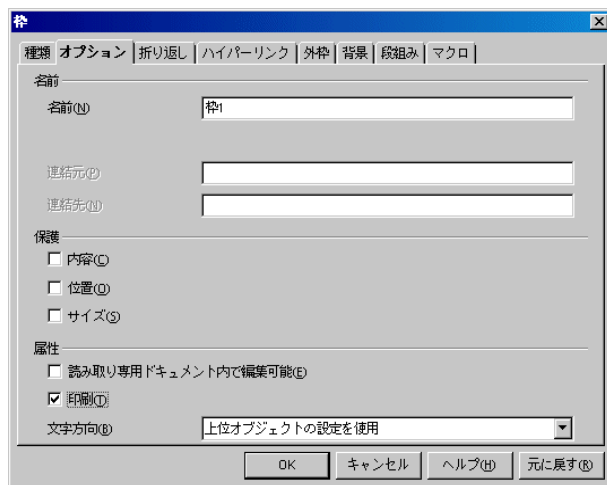 枠
種類 オプション 折り返し ハイパーリンク 外枠 背景 段組み マクロ
名前
名前(N) 枠1
連結元(P)
連結先(N)
保護
内容(C)
位置(O)
サイズ(S)
属性
読み取り専用ドキュメント内で編集可能(E)
印刷(T)
文字方向(B) 上位オブジェクトの設定を使用
OK キャンセル ヘルプ(H) 元に戻す(R)